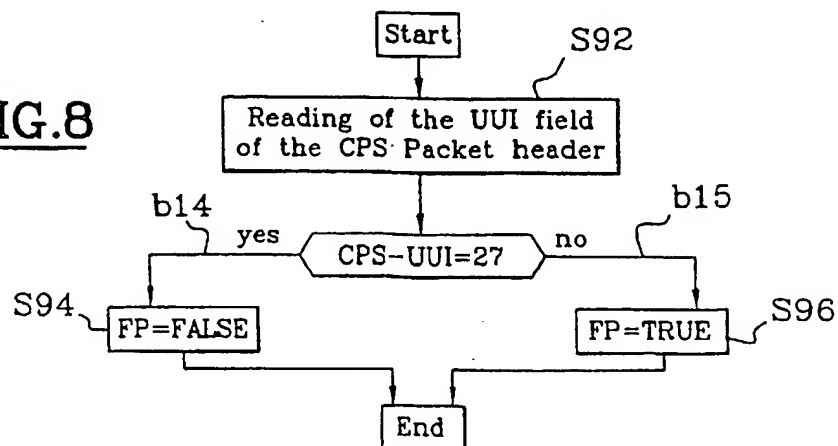 Start
S92
IG.8
Reading of the UUI field
of the CPS Packet header
b14
yes
CPS-UUI=27
no
b15
S94
FP=FALSE
FP=TRUE
S96
End